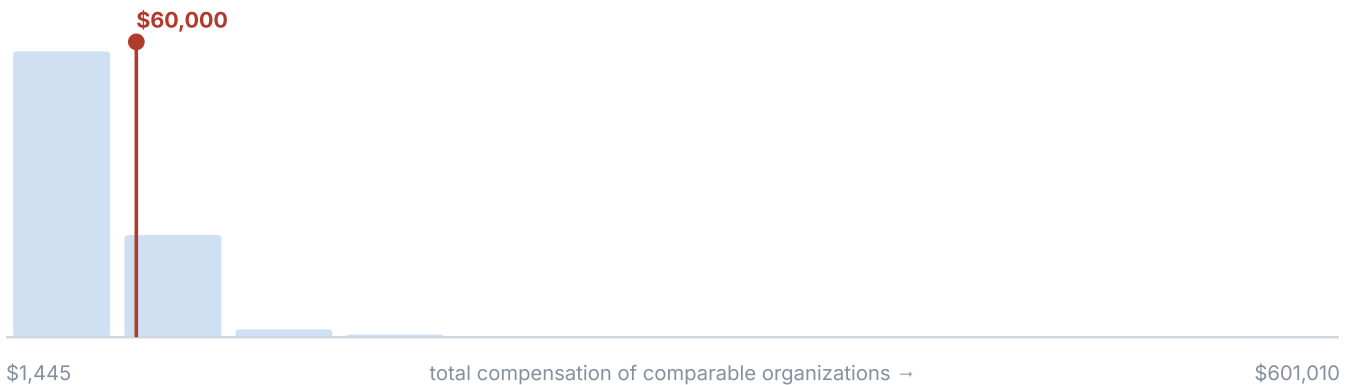 $60,000
$1,445
total compensation of comparable organizations →
$601,010